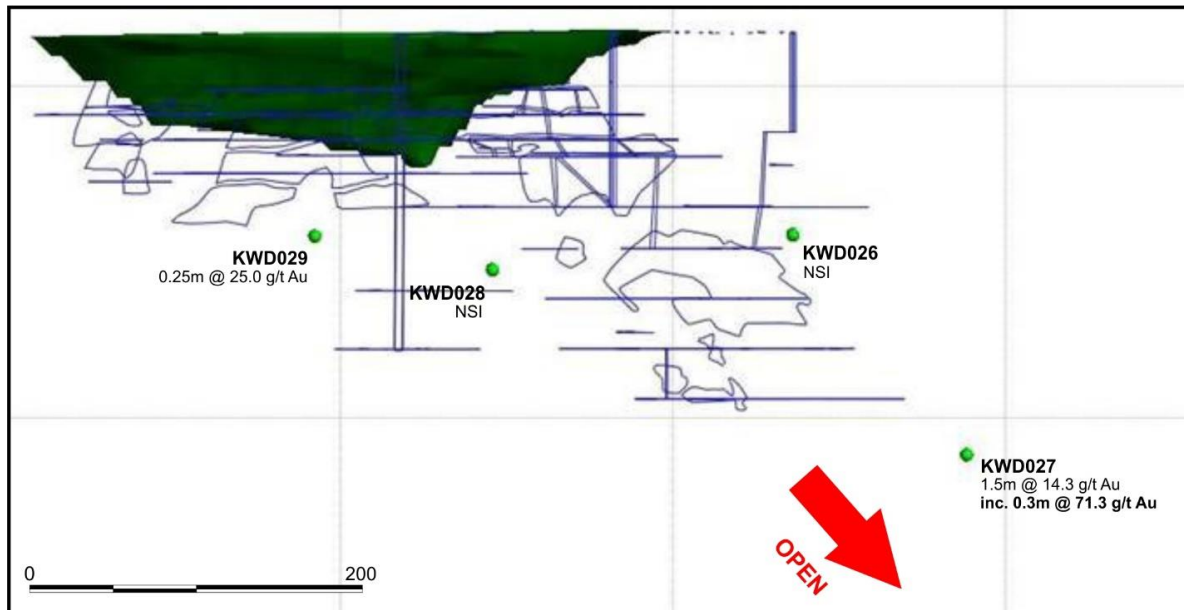 KWD029
0.25m @ 25.0 g/t Au
KWD028
NSI
KWD026
NSI
KWD027
1.5m @ 14.3 g/t Au
inc. 0.3m @ 71.3 g/t Au
OPEN
0 200